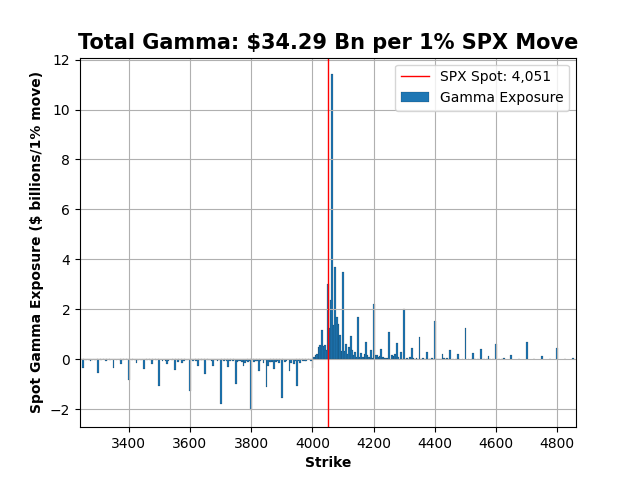 Total Gamma: $34.29 Bn per 1% SPX Move
SPX Spot: 4,051
Gamma Exposure
Spot Gamma Exposure ($ billions/1% move)
12
10
8
6
4
2
0
−2
3400 3600 3800 4000 4200 4400 4600 4800
Strike